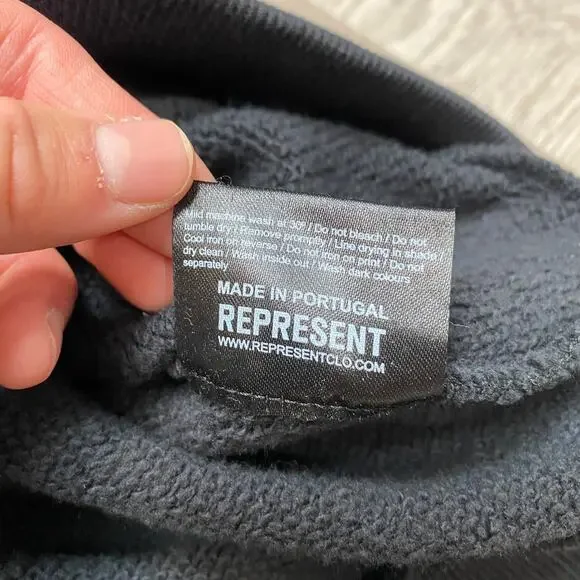 Mild machine wash at 30° / Do not bleach / Do not
tumble dry / Remove promptly / Line drying in shade
Cool iron on reverse / Do not iron on print / Do not
dry clean / Wash inside out / Wash dark colours
separately
MADE IN PORTUGAL
REPRESENT
WWW.REPRESENTCLO.COM